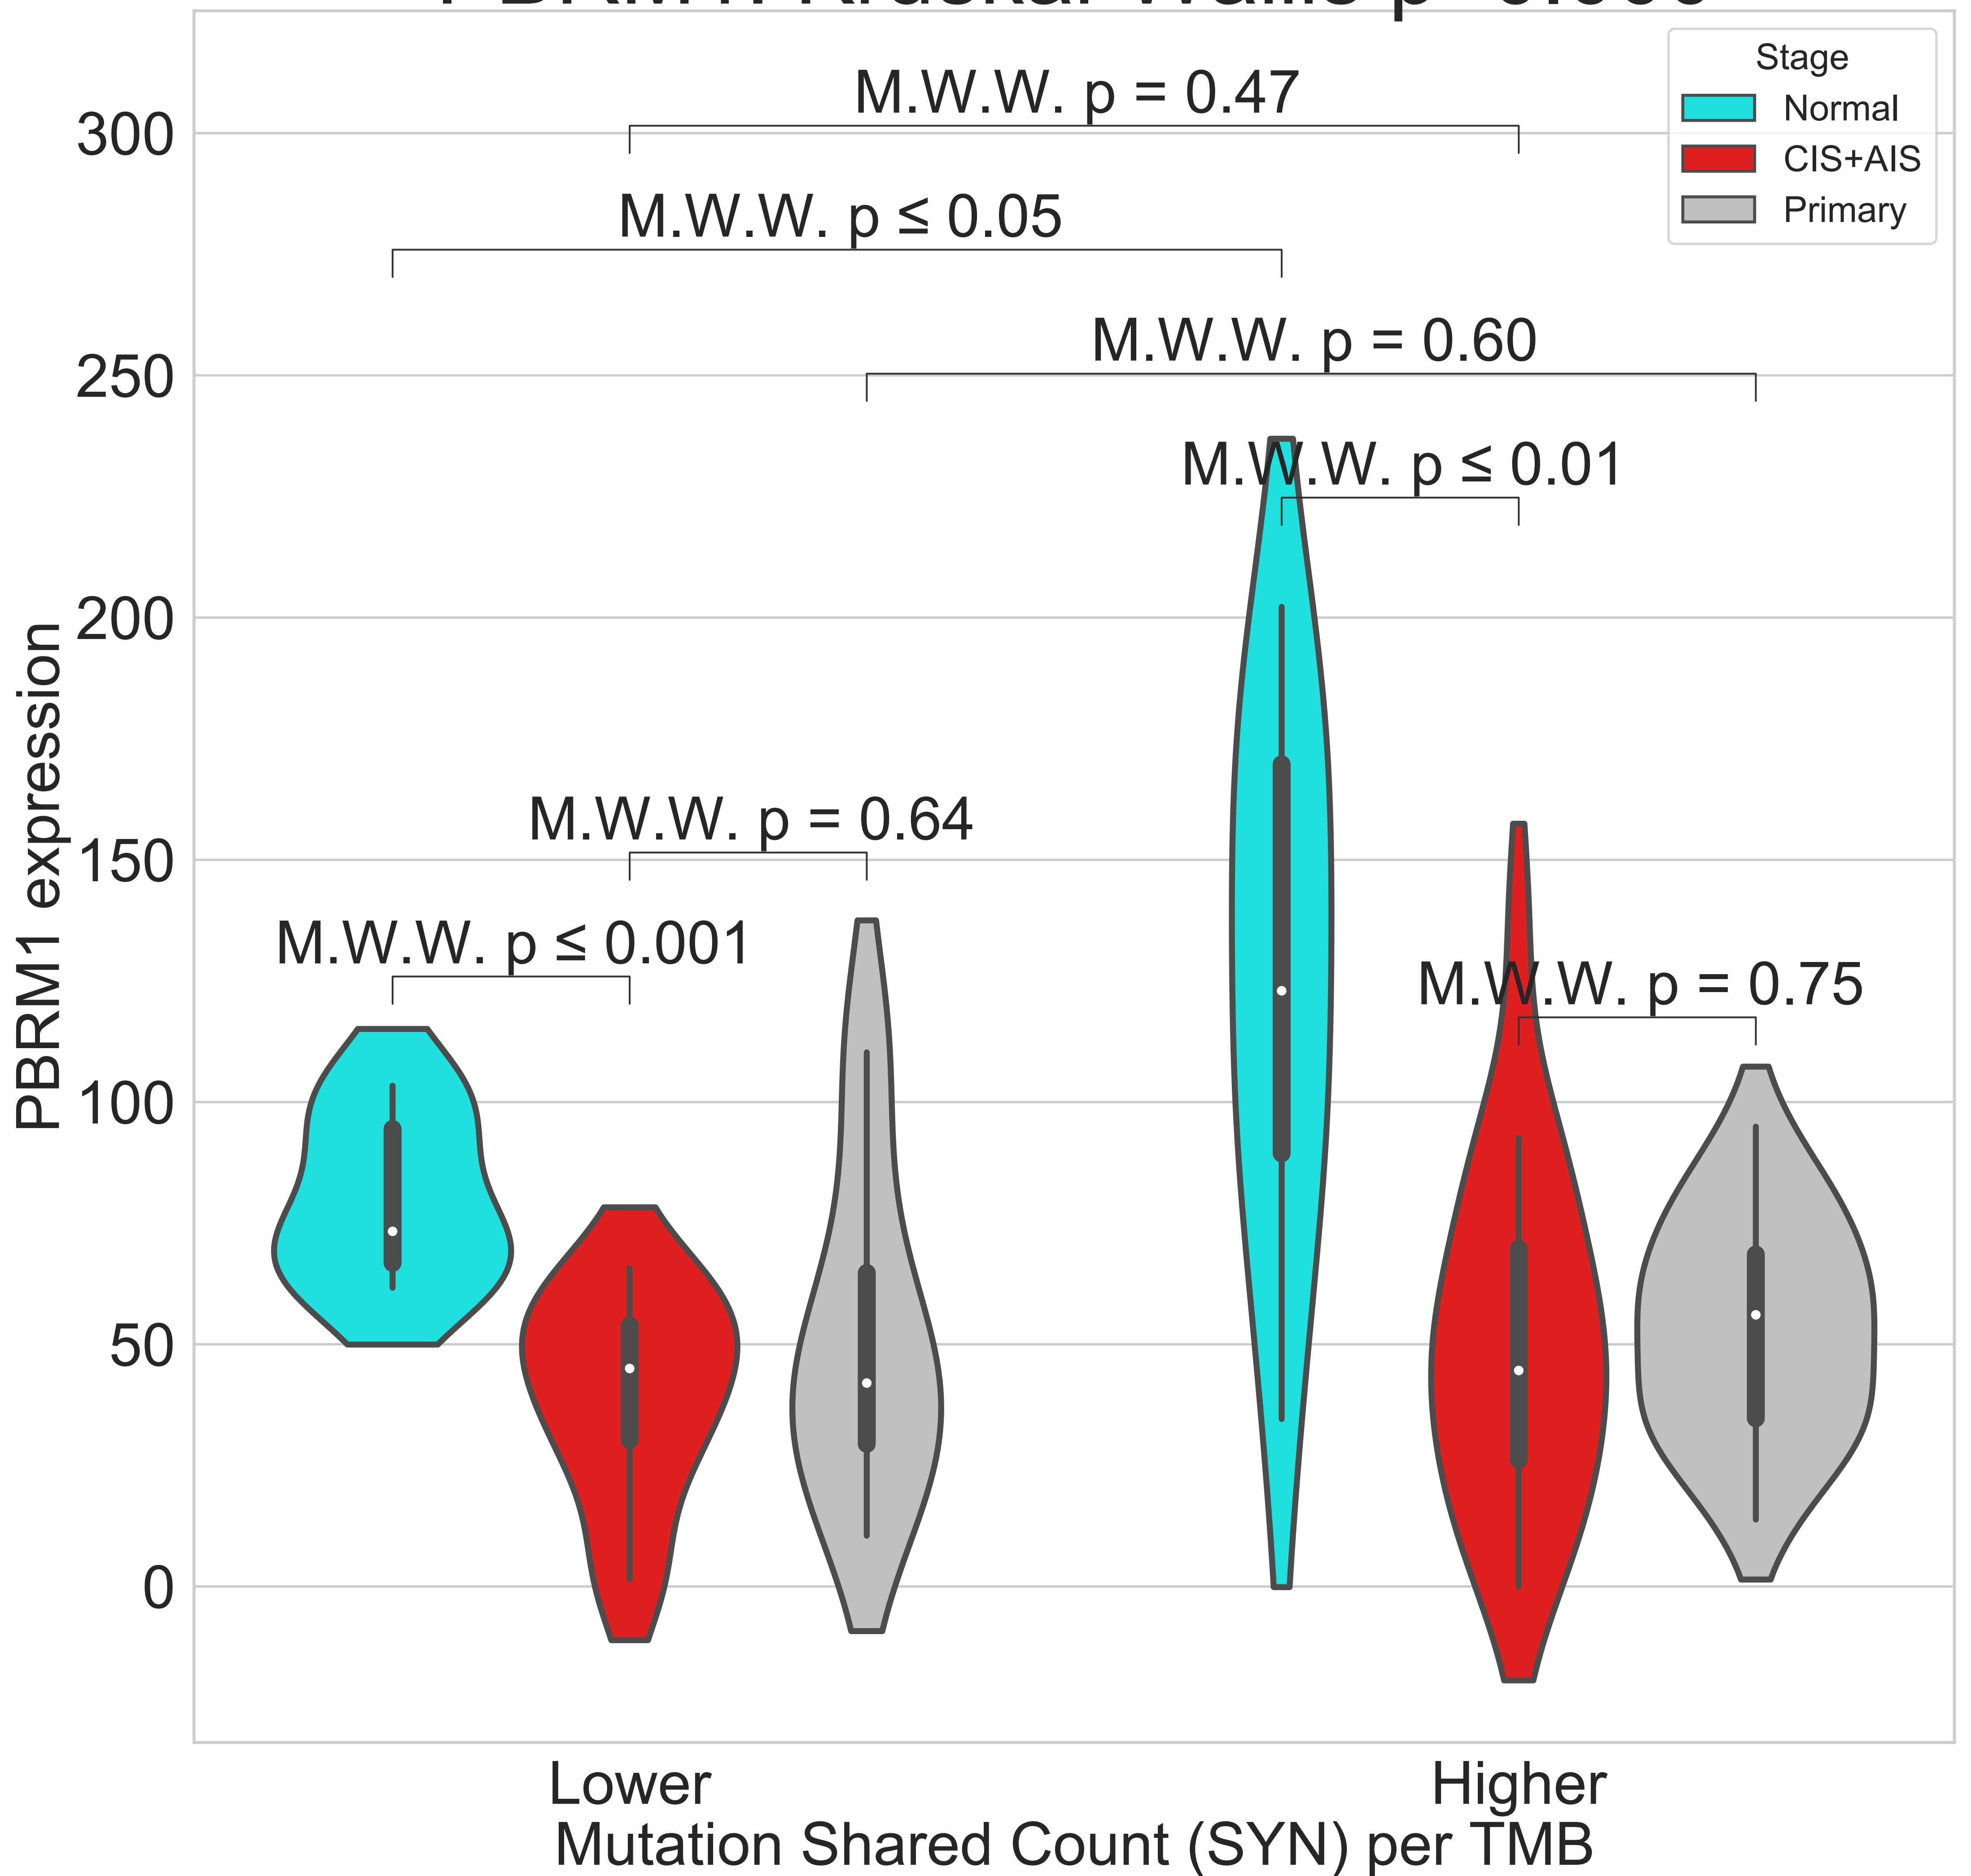 Stage
Normal
CIS+AIS
Primary
M.W.W. p = 0.47
M.W.W. p ≤ 0.05
M.W.W. p = 0.60
M.W.W. p ≤ 0.01
M.W.W. p = 0.64
M.W.W. p ≤ 0.001
M.W.W. p = 0.75
PBRM1 expression
300
250
200
150
100
50
0
Lower
Higher
Mutation Shared Count (SYN) per TMB